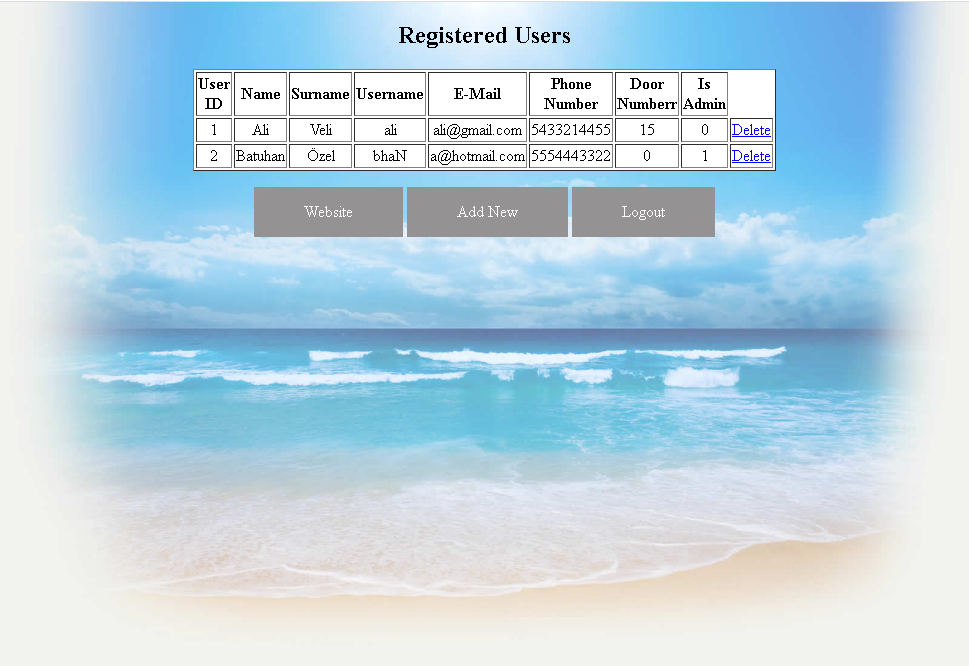 Registered Users
User ID Name Surname Username E-Mail Phone Number Door Numberr Is Admin
1 Ali Veli ali ali@gmail.com 5433214455 15 0 Delete
2 Batuhan Özel bhaN a@hotmail.com 5554443322 0 1 Delete
Website Add New Logout